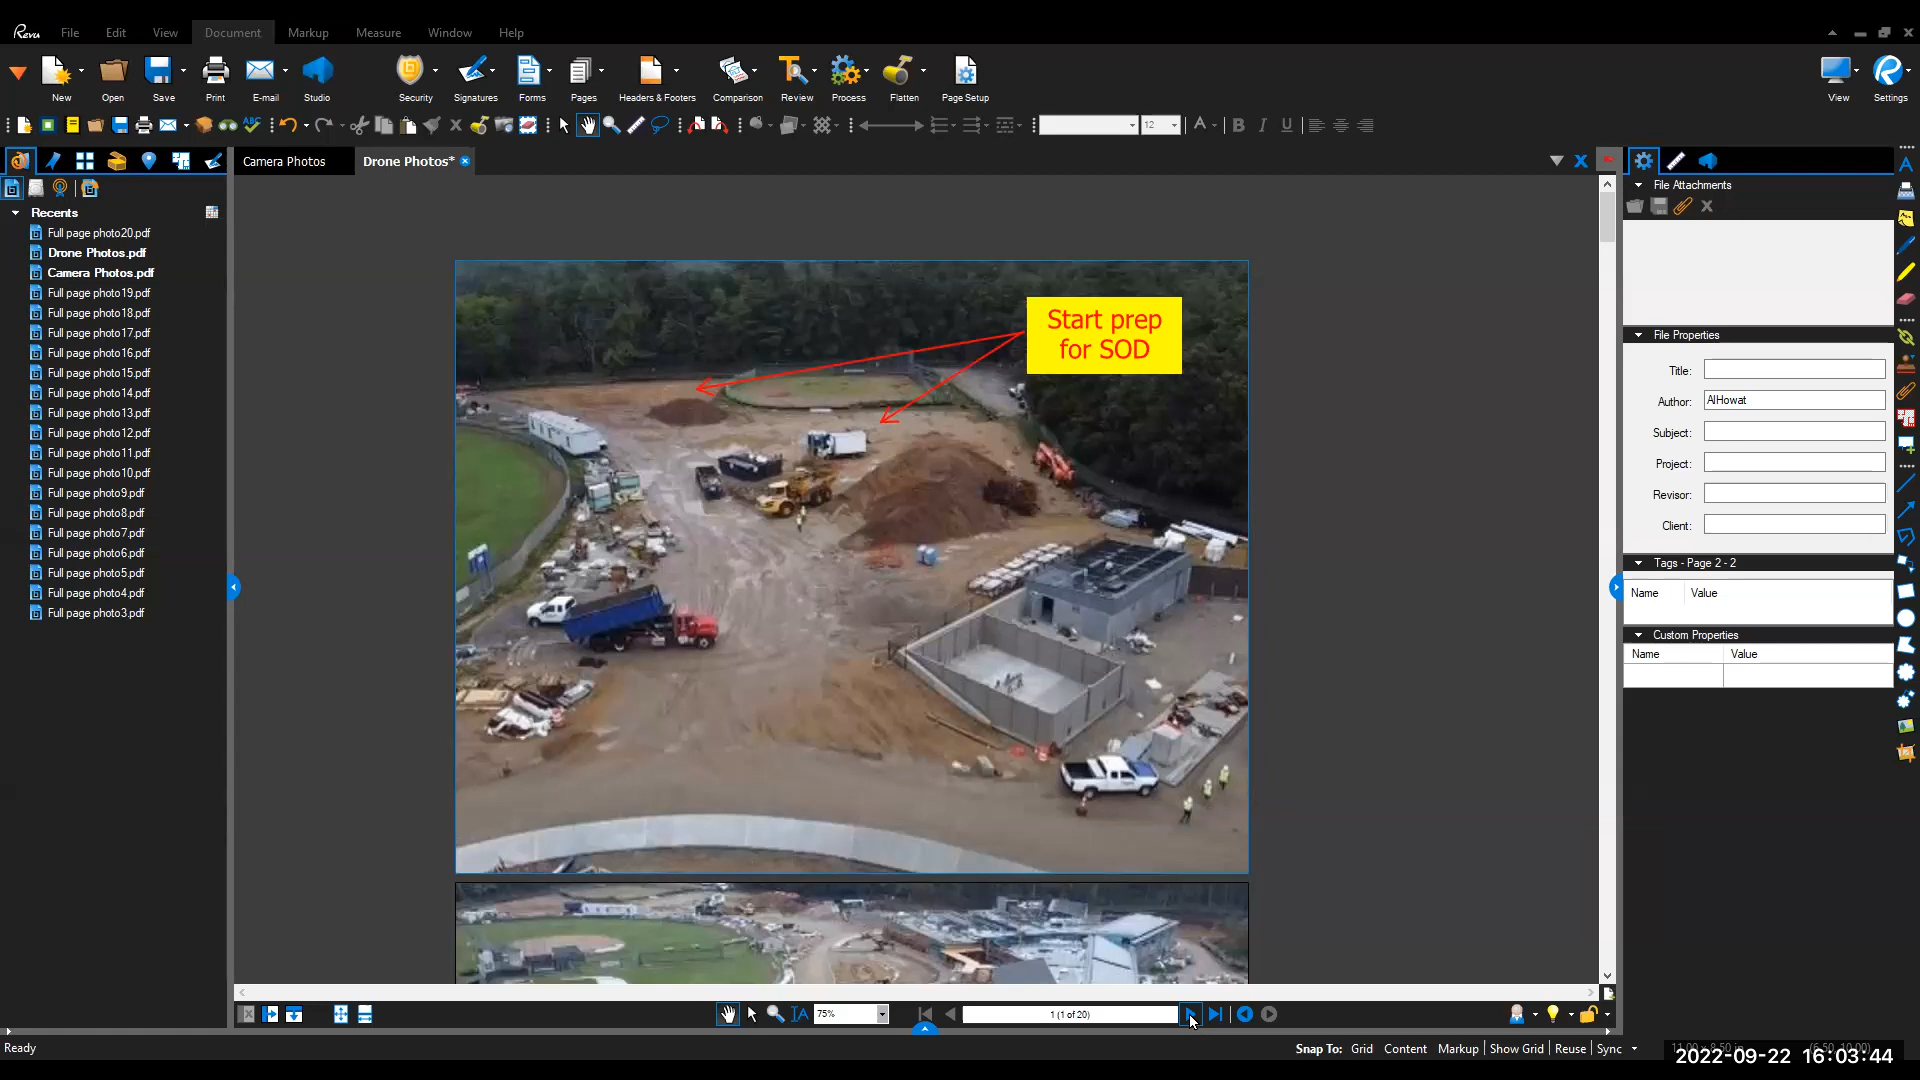 Revu File Edit View Document Markup Measure Window Help
New Open Save Print E-mail Studio Security Signatures Forms Pages Headers & Footers Comparison Review Process Flatten Page Setup View Settings
12 A B I U
Camera Photos Drone Photos*
Recents
Full page photo20.pdf
Drone Photos.pdf
Camera Photos.pdf
Full page photo19.pdf
Full page photo18.pdf
Full page photo17.pdf
Full page photo16.pdf
Full page photo15.pdf
Full page photo14.pdf
Full page photo13.pdf
Full page photo12.pdf
Full page photo11.pdf
Full page photo10.pdf
Full page photo9.pdf
Full page photo8.pdf
Full page photo7.pdf
Full page photo6.pdf
Full page photo5.pdf
Full page photo4.pdf
Full page photo3.pdf
Start prep
for SOD
File Attachments
File Properties
Title:
Author: AlHowat
Subject:
Project:
Revisor:
Client:
Tags - Page 2 - 2
Name Value
Custom Properties
Name Value
75% 1 (1 of 20)
Ready
Snap To: Grid Content Markup Show Grid Reuse Sync
2022-09-22 16:03:44